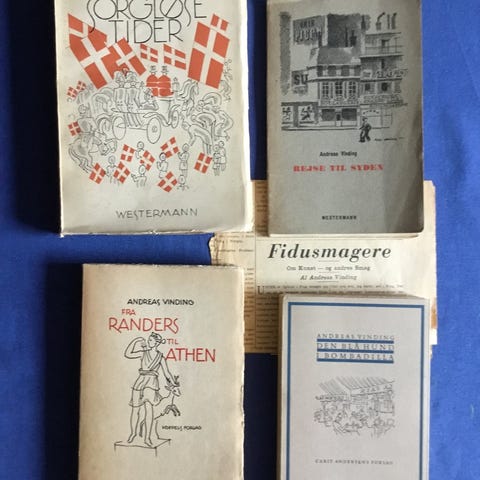 SORGLØSE
TIDER
WESTERMANN
Andreas Vinding
REJSE TIL SYDEN
WESTERMANN
Fidusmagere
Om Kunst — og andres Smag
Af Andreas Vinding
ANDREAS VINDING
FRA
RANDERS
TIL
ATHEN
HOFFELS FORLAG
ANDREAS VINDING
DEN BLÅ HUND
I BOMBADILLA
CARIT ANDERSENS FORLAG